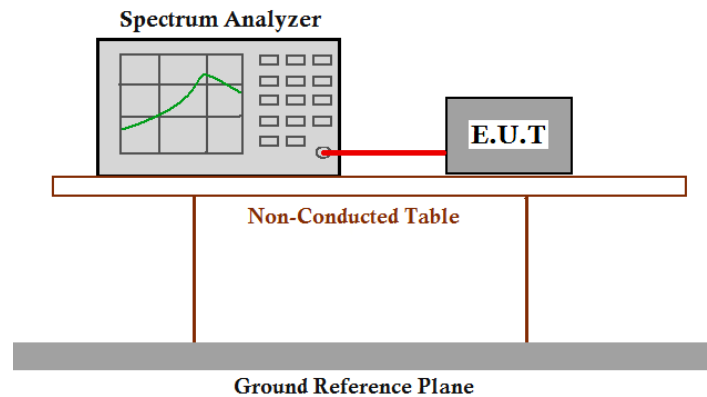 Spectrum Analyzer
E.U.T
Non-Conducted Table
Ground Reference Plane